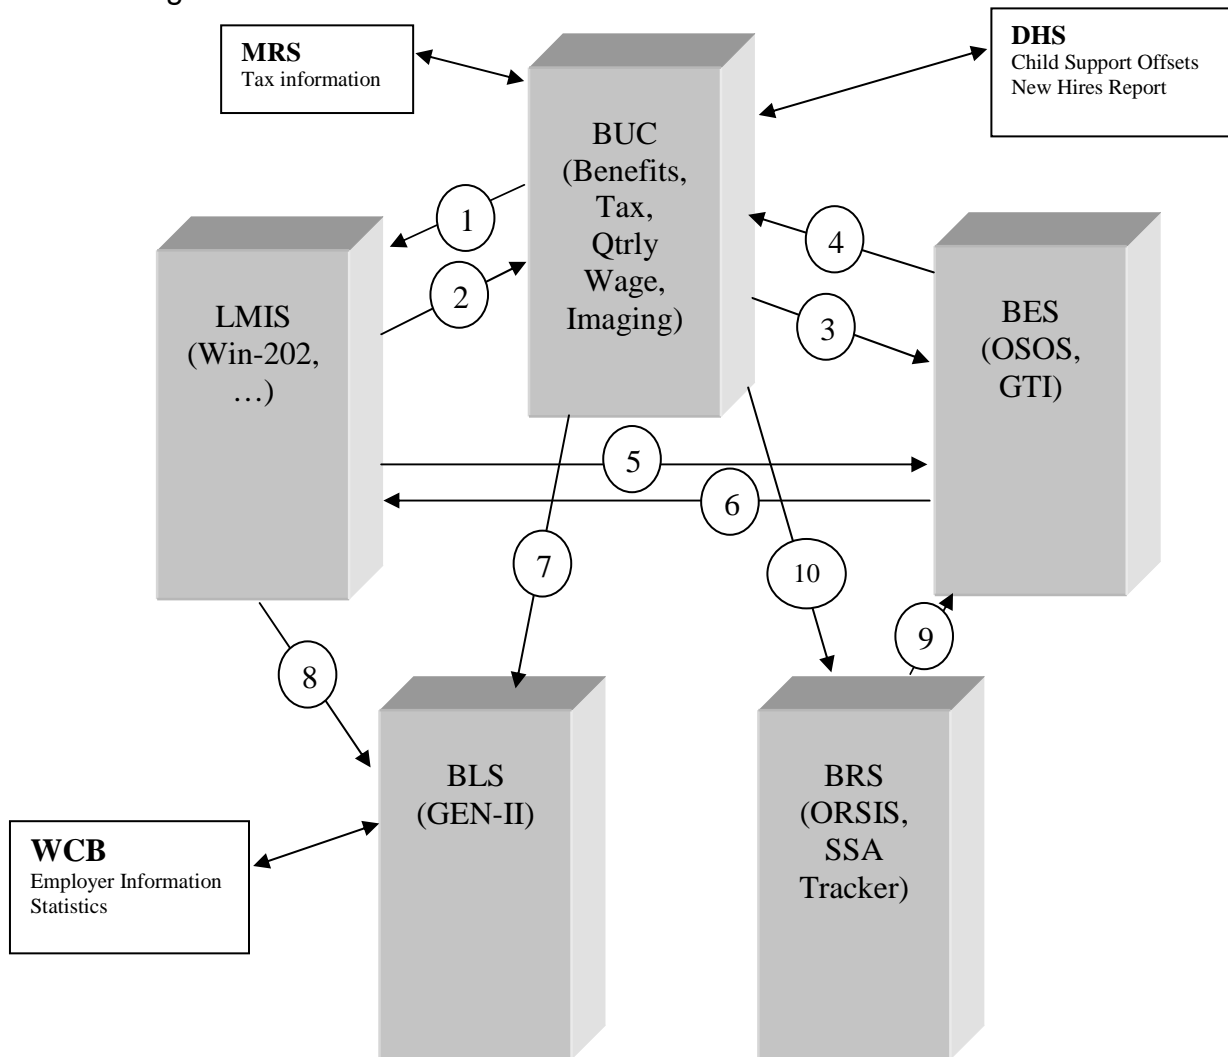 MRS
Tax information
DHS
Child Support Offsets
New Hires Report
BUC
(Benefits,
Tax,
Qtrly
Wage,
Imaging)
1
2
4
3
LMIS
(Win-202,
…)
BES
(OSOS,
GTI)
5
6
7
10
9
8
BLS
(GEN-II)
BRS
(ORSIS,
SSA
Tracker)
WCB
Employer Information
Statistics